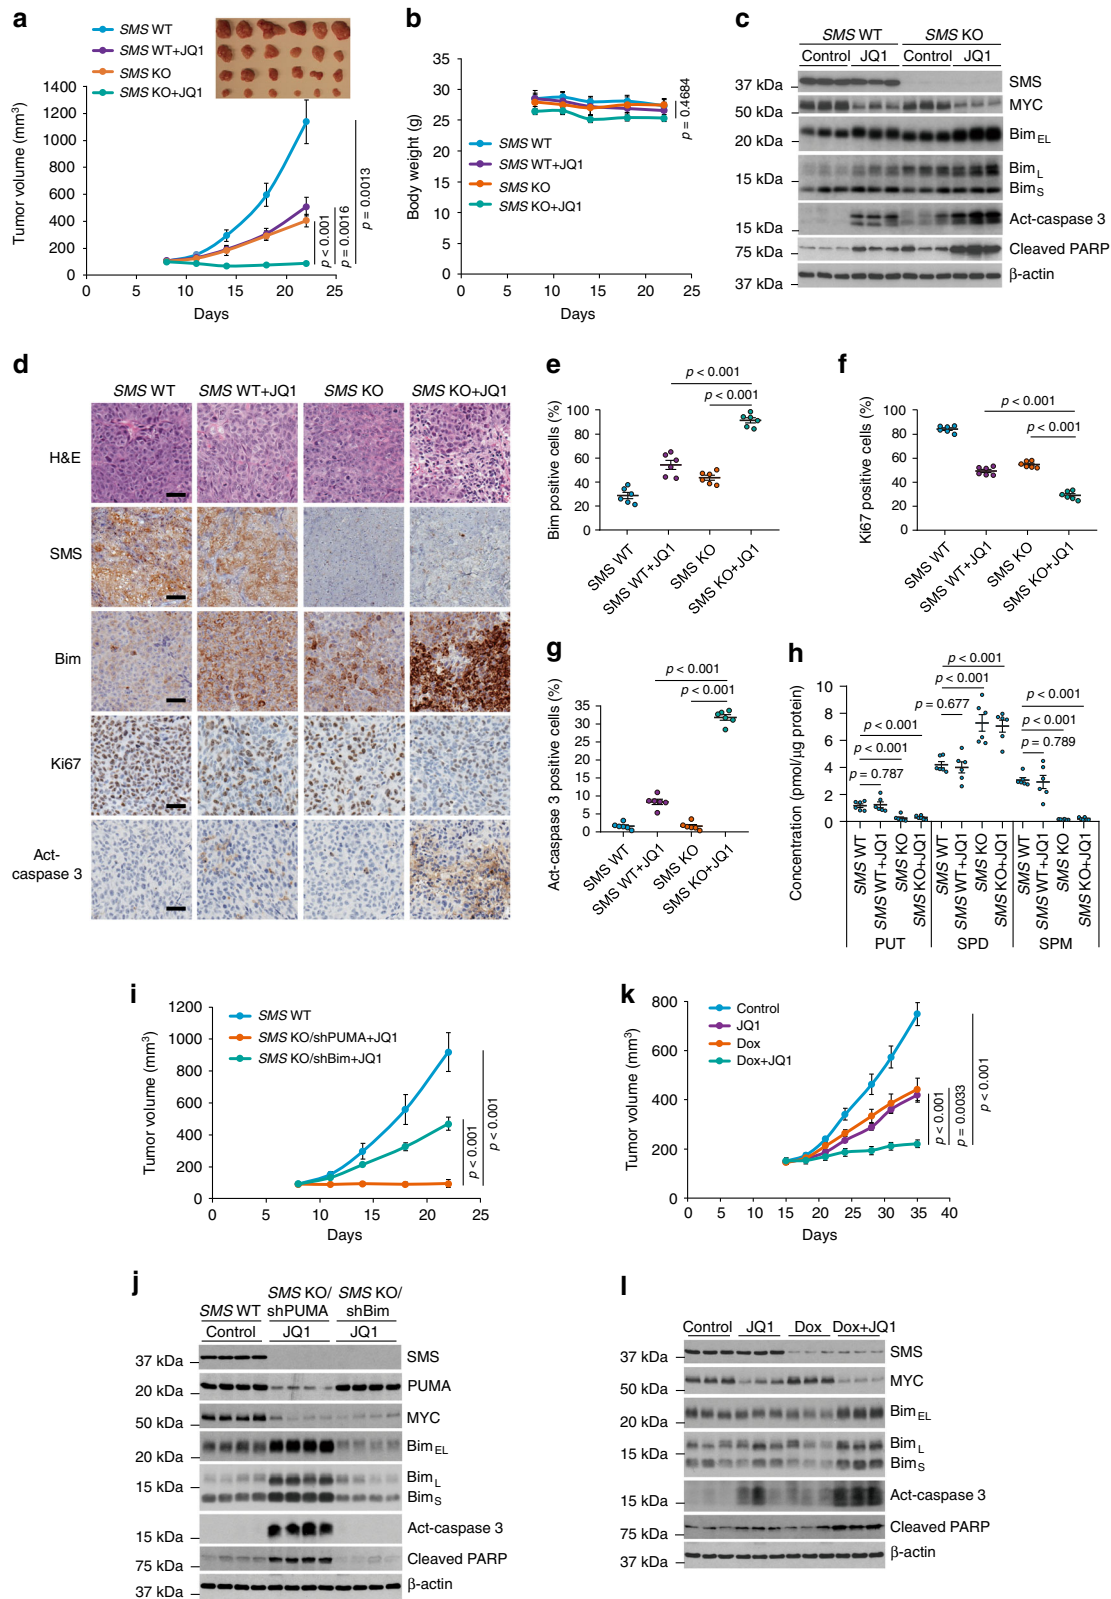 a
SMS WT
SMS WT+JQ1
SMS KO
SMS KO+JQ1
Tumor volume (mm3)
1400
1200
1000
800
600
400
200
0
0 5 10 15 20 25
Days
p < 0.001
p = 0.0016
p = 0.0013
b
Body weight (g)
35
30
25
20
15
10
5
0
SMS WT
SMS WT+JQ1
SMS KO
SMS KO+JQ1
p = 0.4684
0 5 10 15 20 25
Days
c
SMS WT SMS KO
Control JQ1 Control JQ1
37 kDa SMS
50 kDa MYC
20 kDa BimEL
BimL
15 kDa
BimS
15 kDa Act-caspase 3
75 kDa Cleaved PARP
37 kDa β-actin
d
SMS WT SMS WT+JQ1 SMS KO SMS KO+JQ1
H&E
SMS
Bim
Ki67
Act-
caspase 3
e
p < 0.001
p < 0.001
Bim positive cells (%)
100
80
60
40
20
0
SMS WT
SMS WT+JQ1
SMS KO
SMS KO+JQ1
f
p < 0.001
p < 0.001
Ki67 positive cells (%)
100
80
60
40
20
0
SMS WT
SMS WT+JQ1
SMS KO
SMS KO+JQ1
g
p < 0.001
p < 0.001
Act-caspase 3 positive cells (%)
35
30
25
20
15
10
5
0
SMS WT
SMS WT+JQ1
SMS KO
SMS KO+JQ1
h
Concentration (pmol/µg protein)
10
8
6
4
2
0
p < 0.001
p < 0.001
p = 0.787
p < 0.001
p < 0.001
p = 0.677
p < 0.001
p < 0.001
p = 0.789
SMS WT
SMS WT+JQ1
SMS KO
SMS KO+JQ1
SMS WT
SMS WT+JQ1
SMS KO
SMS KO+JQ1
SMS WT
SMS WT+JQ1
SMS KO
SMS KO+JQ1
PUT SPD SPM
i
Tumor volume (mm3)
1200
1000
800
600
400
200
0
SMS WT
SMS KO/shPUMA+JQ1
SMS KO/shBim+JQ1
p < 0.001
p < 0.001
0 5 10 15 20 25
Days
k
Tumor volume (mm3)
800
600
400
200
0
Control
JQ1
Dox
Dox+JQ1
p < 0.001
p = 0.0033
p < 0.001
0 5 10 15 20 25 30 35 40
Days
j
SMS WT SMS KO/ shPUMA SMS KO/ shBim
Control JQ1 JQ1
37 kDa SMS
20 kDa PUMA
50 kDa MYC
20 kDa BimEL
BimL
15 kDa
BimS
15 kDa Act-caspase 3
75 kDa Cleaved PARP
37 kDa β-actin
l
Control JQ1 Dox Dox+JQ1
37 kDa SMS
50 kDa MYC
20 kDa BimEL
BimL
15 kDa
BimS
15 kDa Act-caspase 3
75 kDa Cleaved PARP
37 kDa β-actin